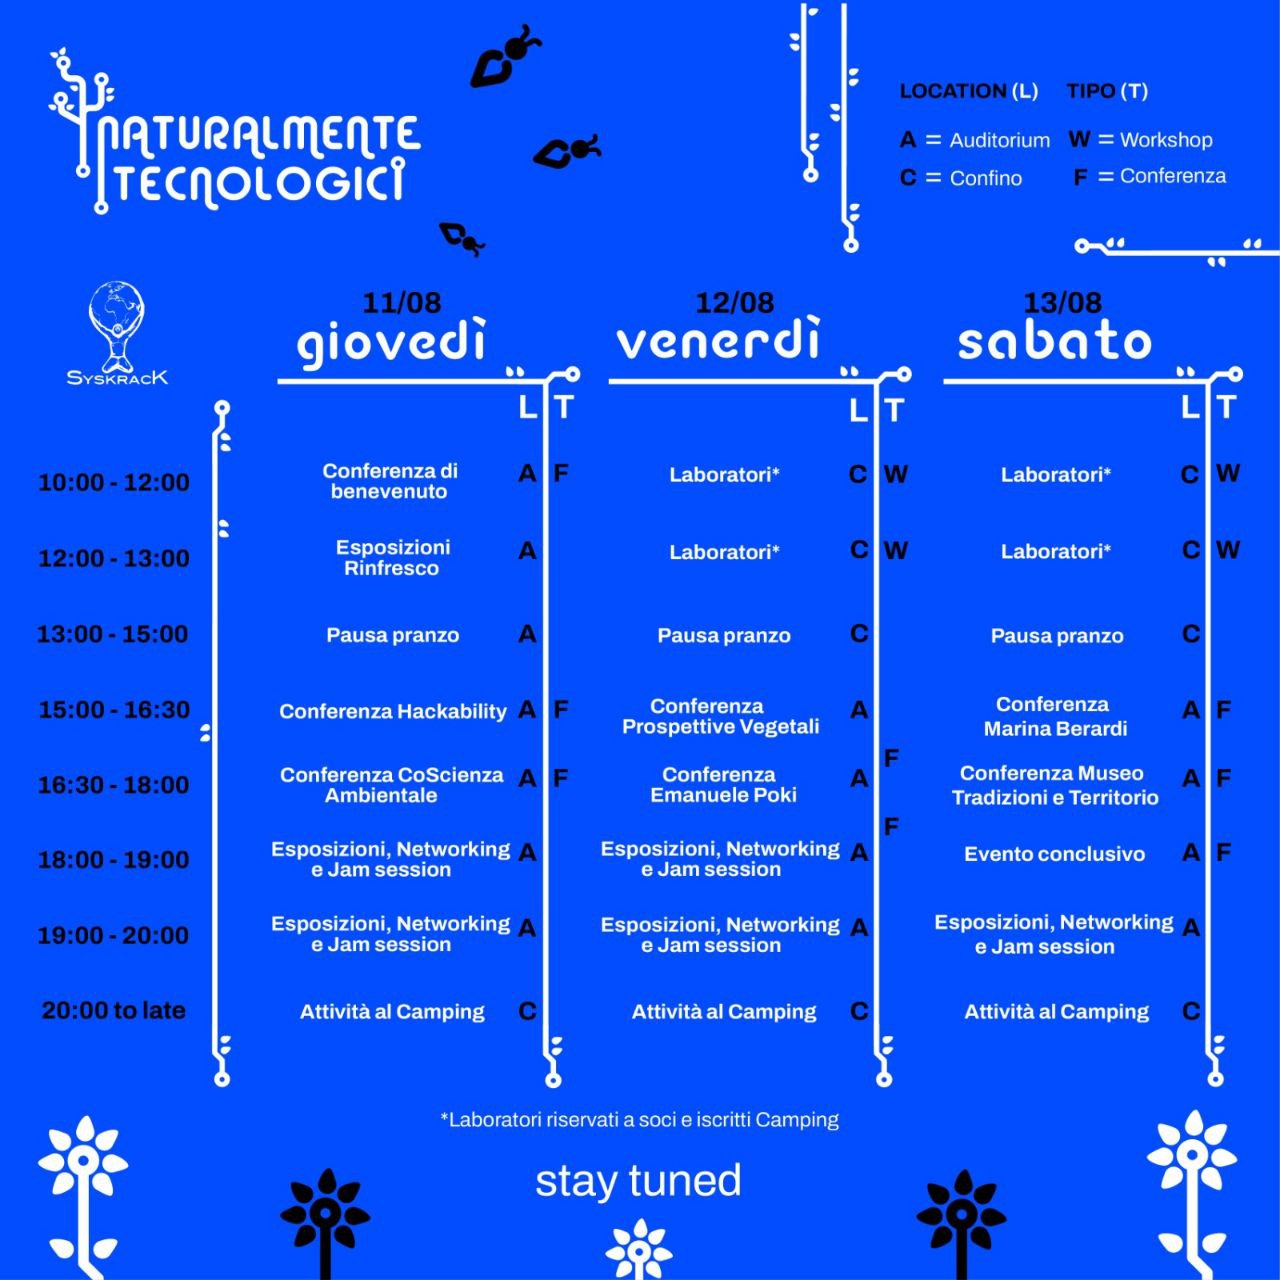 NATURALMENTE
TECNOLOGICI
LOCATION (L) TIPO (T)
A = Auditorium W = Workshop
C = Confino F = Conferenza
SYSKRACK
11/08 12/08 13/08
giovedì venerdì sabato
L T L T L T
10:00 - 12:00 Conferenza di benevenuto A F Laboratori* C W Laboratori* C W
12:00 - 13:00 Esposizioni Rinfresco A Laboratori* C W Laboratori* C W
13:00 - 15:00 Pausa pranzo A Pausa pranzo C Pausa pranzo C
15:00 - 16:30 Conferenza Hackability A F Conferenza Prospettive Vegetali A F Conferenza Marina Berardi A F
16:30 - 18:00 Conferenza CoScienza Ambientale A F Conferenza Emanuele Poki A F Conferenza Museo Tradizioni e Territorio A F
18:00 - 19:00 Esposizioni, Networking e Jam session A Esposizioni, Networking e Jam session A Evento conclusivo A F
19:00 - 20:00 Esposizioni, Networking e Jam session A Esposizioni, Networking e Jam session A Esposizioni, Networking e Jam session A
20:00 to late Attività al Camping C Attività al Camping C Attività al Camping C
*Laboratori riservati a soci e iscritti Camping
stay tuned